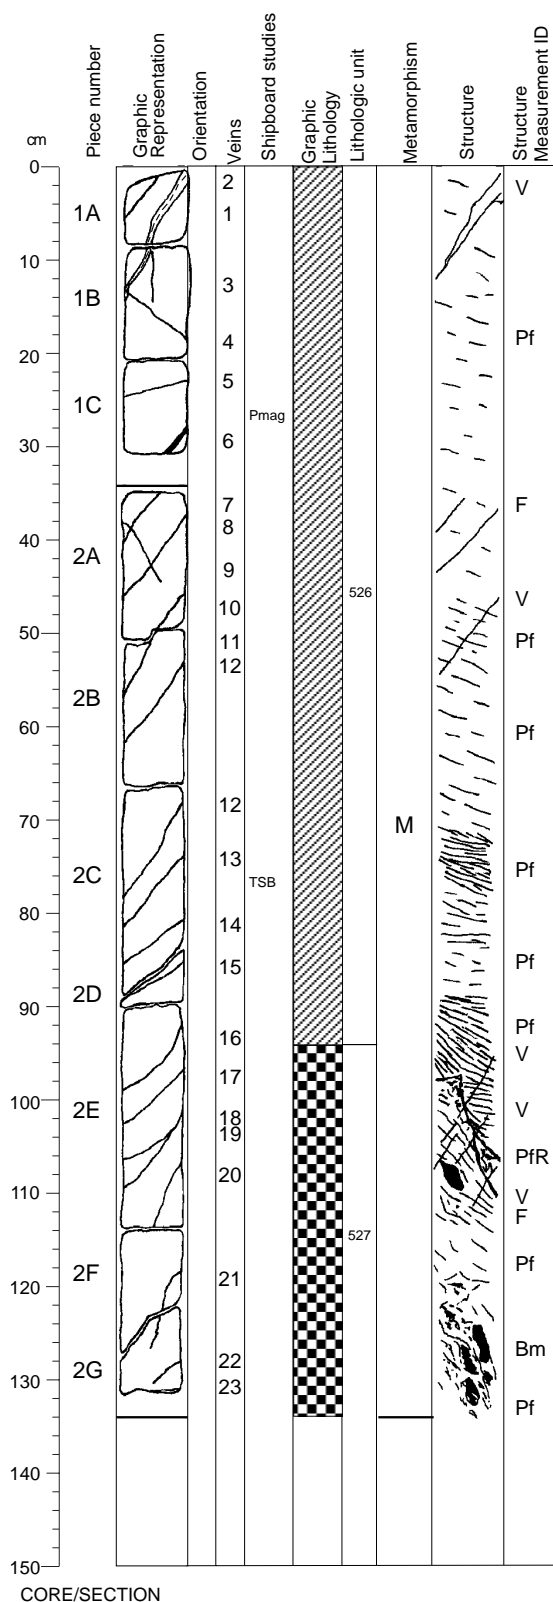 cm
Piece number
Graphic
Representation
Orientation
Veins
Shipboard studies
Graphic
Lithology
Lithologic unit
Metamorphism
Structure
Structure
Measurement ID
0
2
V
1A
1
10
3
1B
Pf
4
20
5
1C
Pmag
6
30
7
F
8
40
2A
9
526
V
10
50
11
Pf
12
2B
60
Pf
12
70
M
13
Pf
2C
TSB
80
14
Pf
15
2D
90
Pf
16
V
17
100
2E
V
18
19
PfR
20
110
V
F
527
2F
Pf
21
120
Bm
22
2G
23
130
Pf
140
150
CORE/SECTION